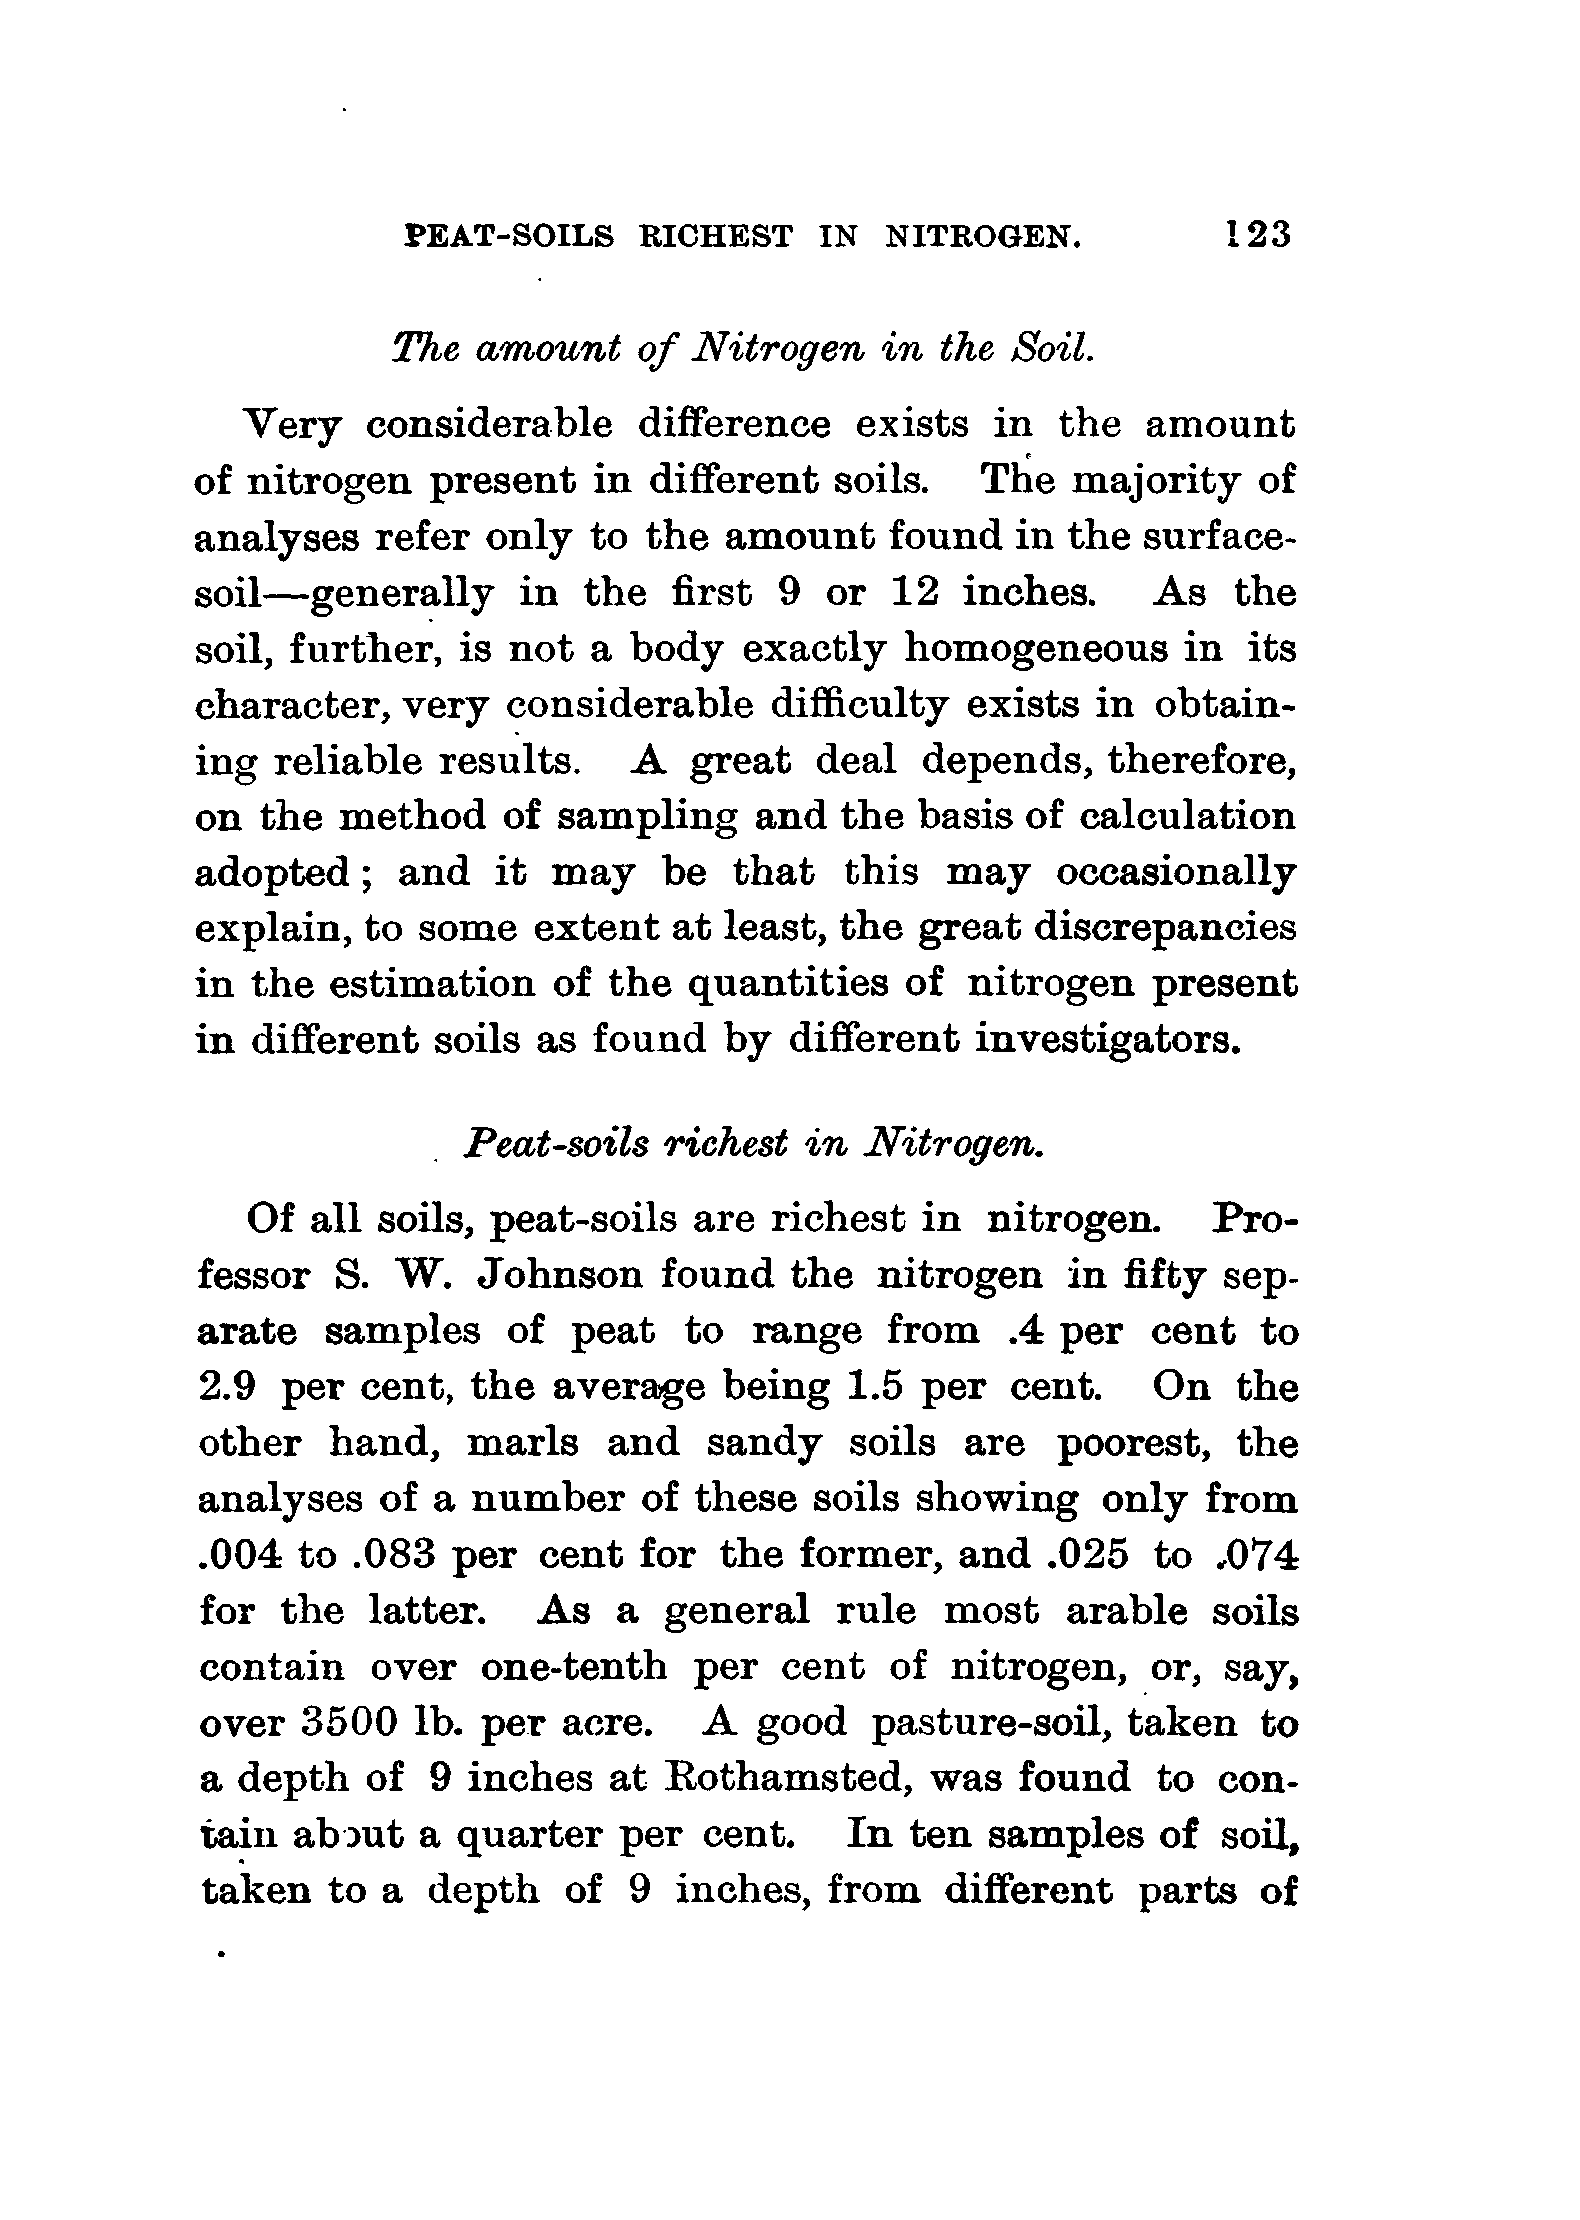 PEAT-SOILS RICHEST IN NITROGEN. 123
The amount of Nitrogen in the Soil.
Very considerable difference exists in the amount
of nitrogen present in different soils. The majority of
analyses refer only to the amount found in the surface-
soil—generally in the first 9 or 12 inches. As the
soil, further, is not a body exactly homogeneous in its
character, very considerable difficulty exists in obtain-
ing reliable results. A great deal depends, therefore,
on the method of sampling and the basis of calculation
adopted; and it may be that this may occasionally
explain, to some extent at least, the great discrepancies
in the estimation of the quantities of nitrogen present
in different soils as found by different investigators.
Peat-soils richest in Nitrogen.
Of all soils, peat-soils are richest in nitrogen. Pro-
fessor S. W. Johnson found the nitrogen in fifty sep-
arate samples of peat to range from .4 per cent to
2.9 per cent, the average being 1.5 per cent. On the
other hand, marls and sandy soils are poorest, the
analyses of a number of these soils showing only from
.004 to .083 per cent for the former, and .025 to .074
for the latter. As a general rule most arable soils
contain over one-tenth per cent of nitrogen, or, say,
over 3500 lb. per acre. A good pasture-soil, taken to
a depth of 9 inches at Rothamsted, was found to con-
tain about a quarter per cent. In ten samples of soil,
taken to a depth of 9 inches, from different parts of